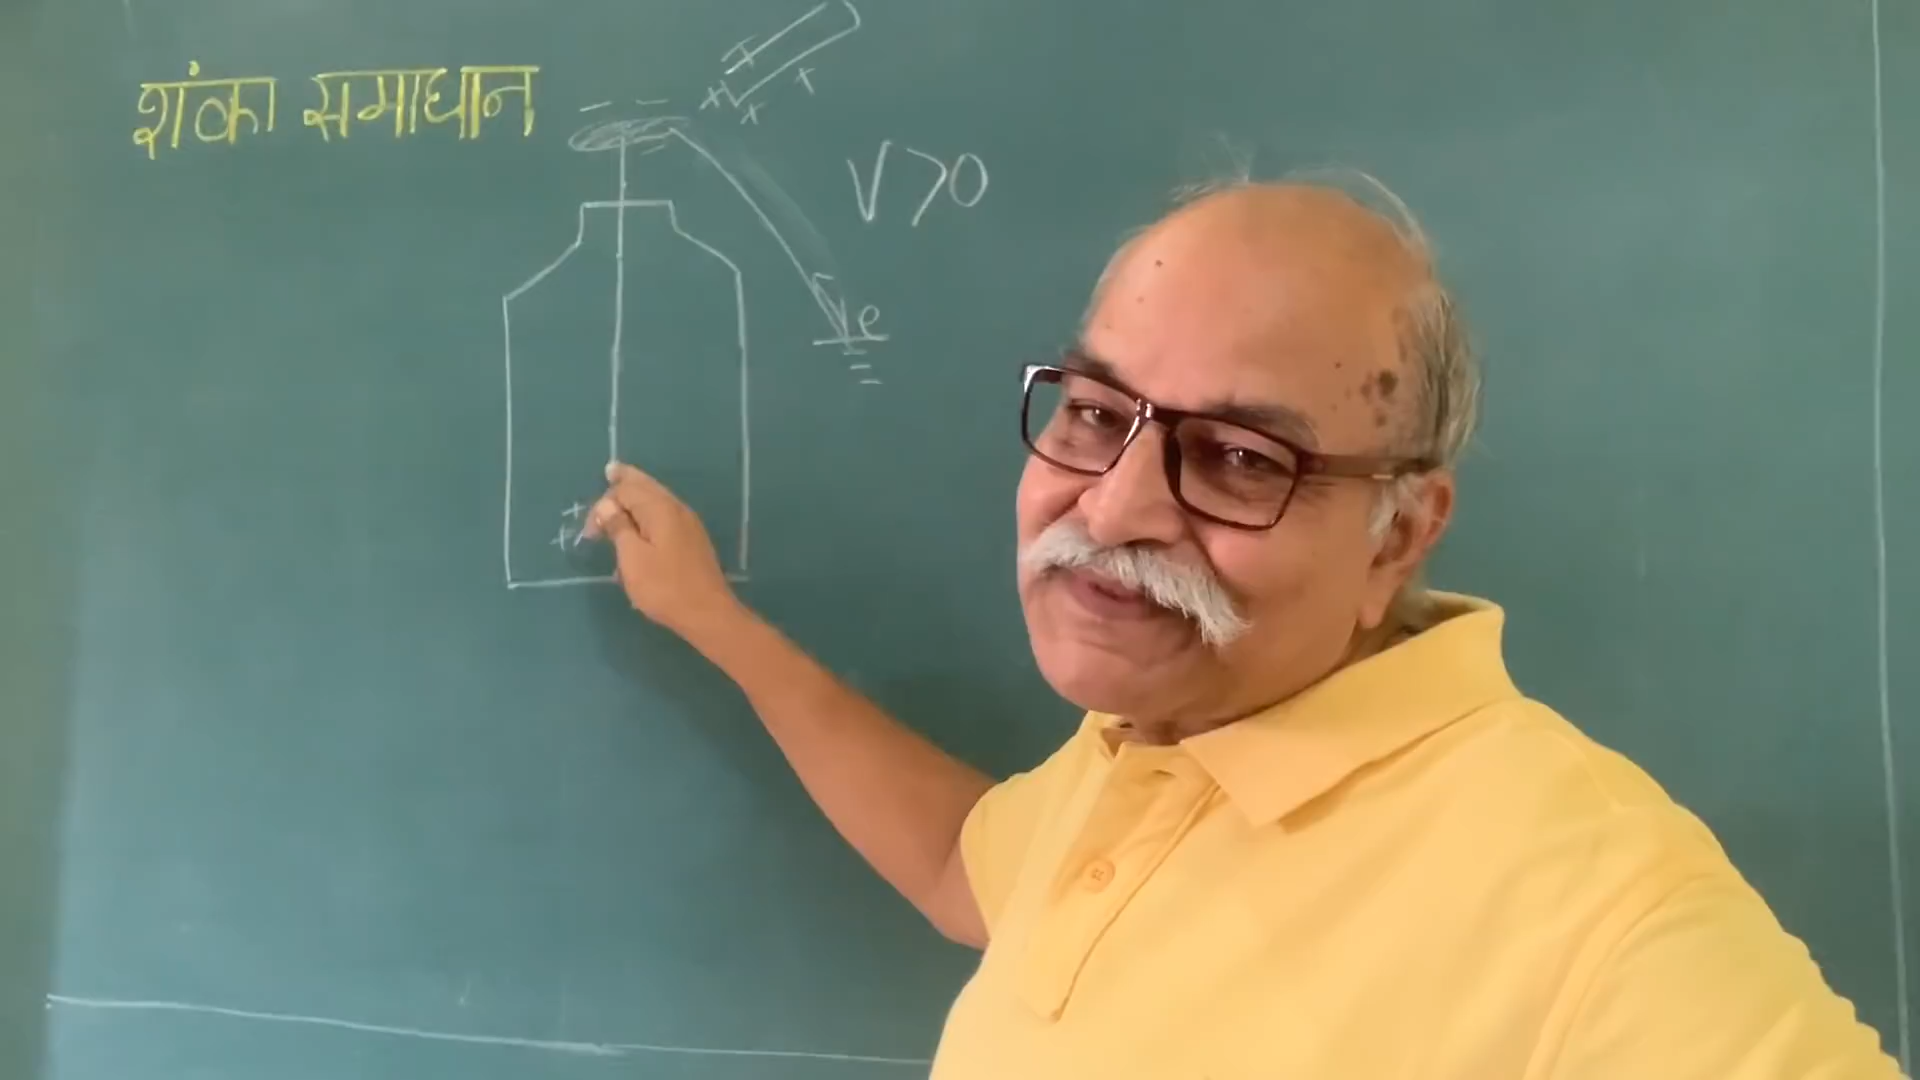 शंका समाधान
+
+ +
+
- -
V>0
e
+
+